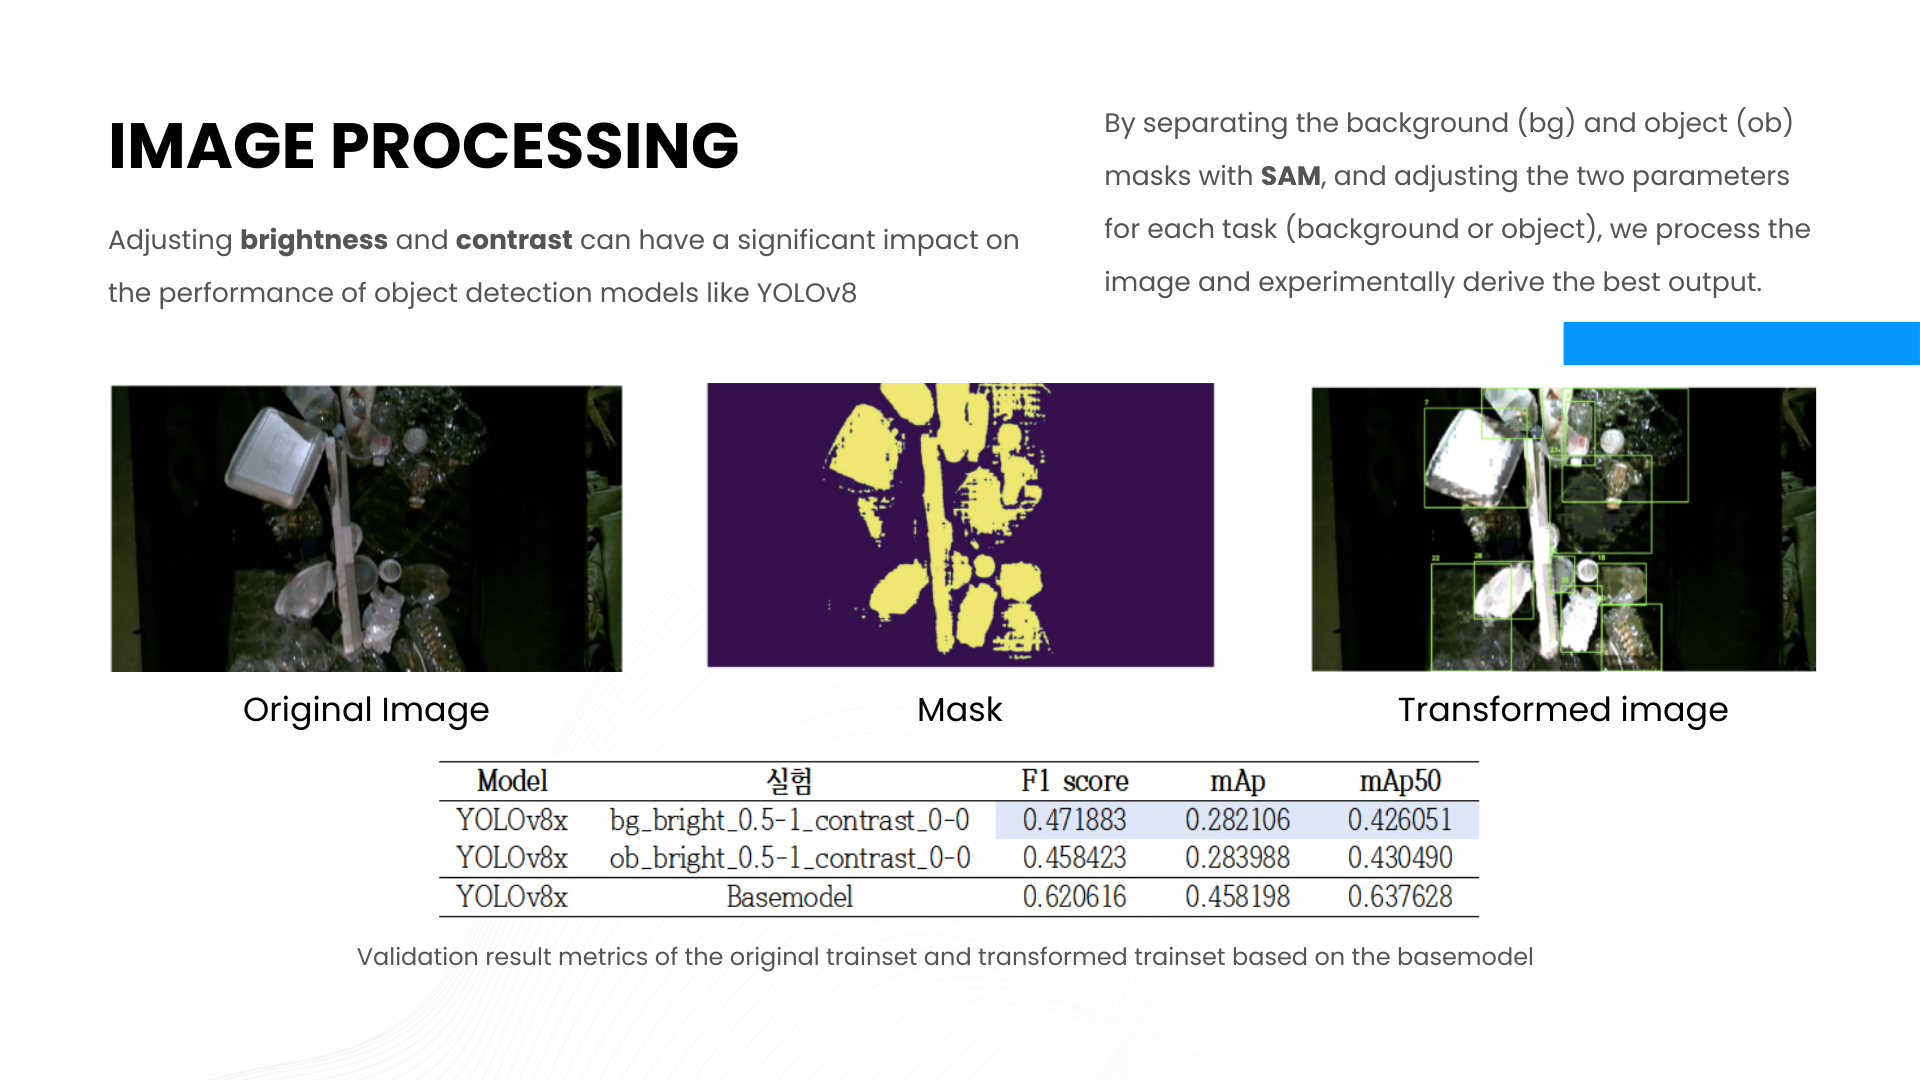 IMAGE PROCESSING
Adjusting brightness and contrast can have a significant impact on
the performance of object detection models like YOLOv8
By separating the background (bg) and object (ob)
masks with SAM, and adjusting the two parameters
for each task (background or object), we process the
image and experimentally derive the best output.
Original Image
Mask
Transformed image
Model 실험 F1 score mAp mAp50
YOLOv8x bg_bright_0.5-1_contrast_0-0 0.471883 0.282106 0.426051
YOLOv8x ob_bright_0.5-1_contrast_0-0 0.458423 0.283988 0.430490
YOLOv8x Basemodel 0.620616 0.458198 0.637628
Validation result metrics of the original trainset and transformed trainset based on the basemodel